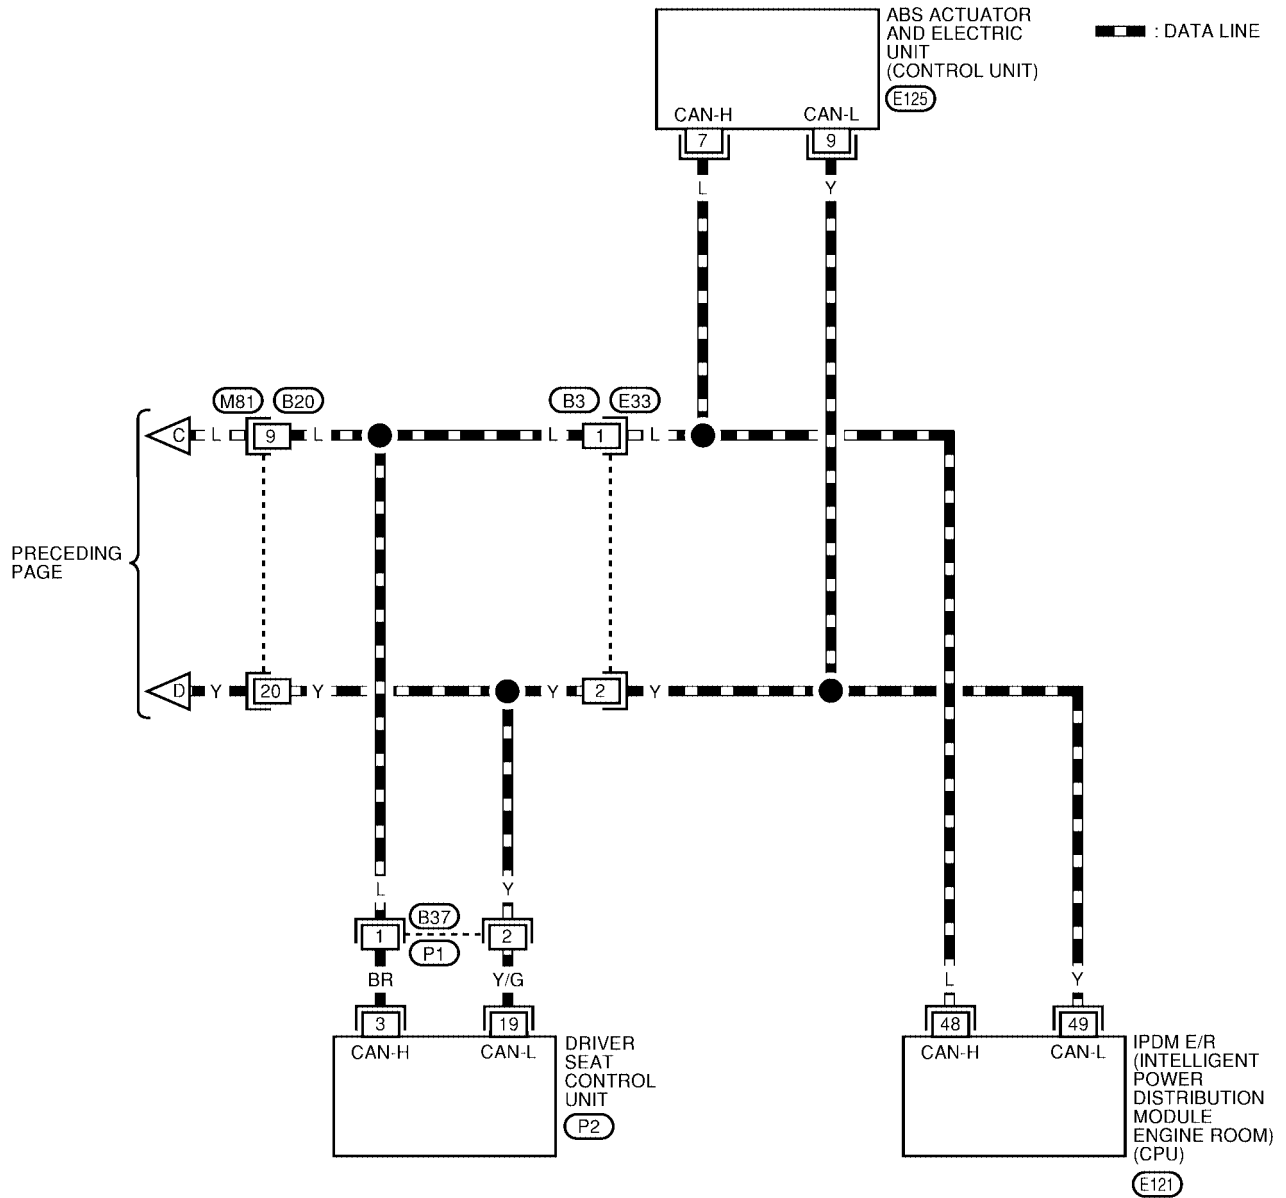 ABS ACTUATOR
AND ELECTRIC
UNIT
(CONTROL UNIT)
E125
: DATA LINE
CAN-H
CAN-L
7
9
L
Y
M81
B20
B3
E33
C
L
9
L
L
1
L
PRECEDING
PAGE
D
Y
20
Y
Y
2
Y
L
Y
B37
1
2
P1
BR
Y/G
L
Y
3
19
48
49
CAN-H
CAN-L
DRIVER
SEAT
CONTROL
UNIT
P2
CAN-H
CAN-L
IPDM E/R
(INTELLIGENT
POWER
DISTRIBUTION
MODULE
ENGINE ROOM)
(CPU)
E121